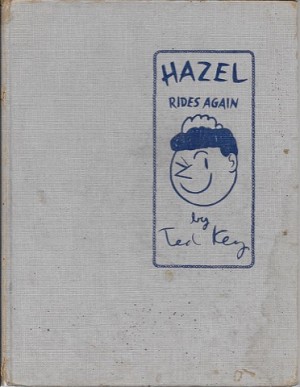 HAZEL
RIDES AGAIN
by
Ted Key